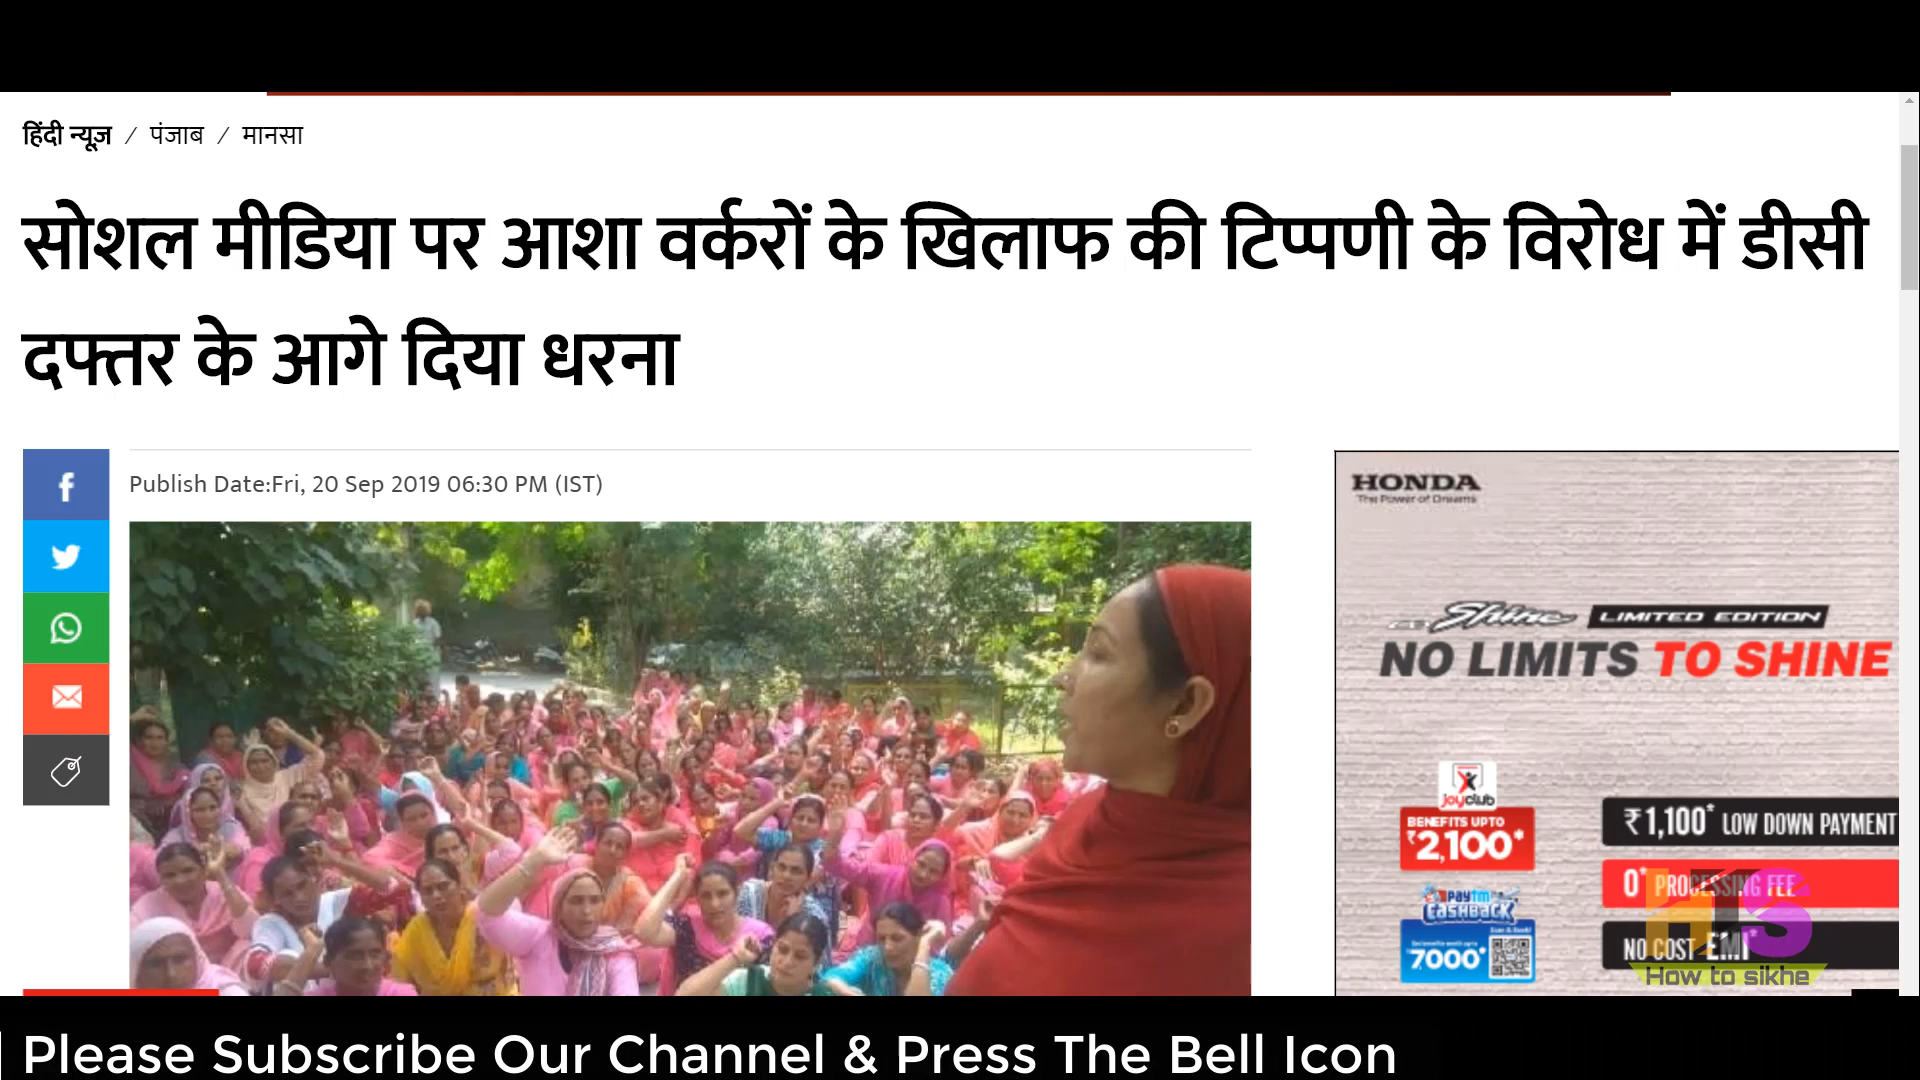 हिंदी न्यूज़ / पंजाब / मानसा
सोशल मीडिया पर आशा वर्करों के खिलाफ की टिप्पणी के विरोध में डीसी
दफ्तर के आगे दिया धरना
Publish Date:Fri, 20 Sep 2019 06:30 PM (IST)
HONDA
The Power of Dreams
Shine LIMITED EDITION
NO LIMITS TO SHINE
joyclub
BENEFITS UPTO
₹2,100*
₹1,100* LOW DOWN PAYMENT
0* PROCESSING FEE
paytm
CASHBACK
7000*
NO COST EMI*
HTS
How to sikhe
Please Subscribe Our Channel & Press The Bell Icon